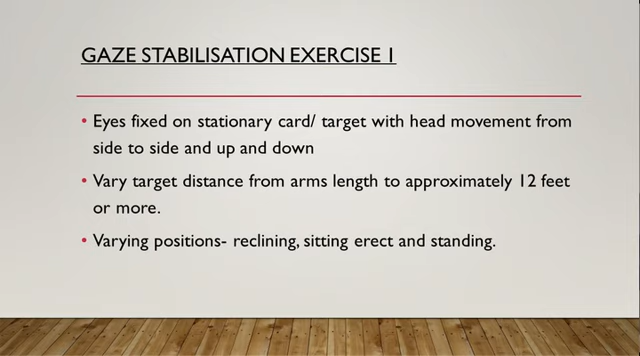 GAZE STABILISATION EXERCISE 1
• Eyes fixed on stationary card/ target with head movement from
side to side and up and down
• Vary target distance from arms length to approximately 12 feet
or more.
• Varying positions- reclining, sitting erect and standing.